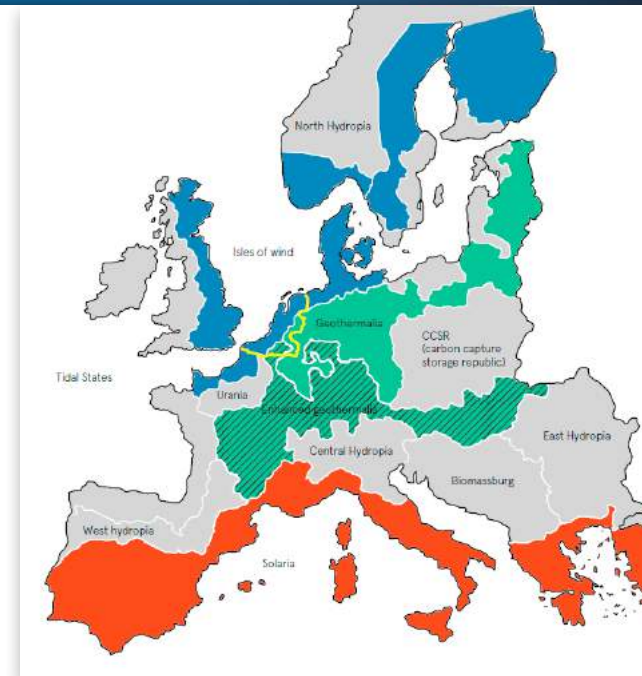 North Hydropia
Isles of wind
Geothermalia
CCSR
(carbon capture
storage republic)
Tidal States
Urania
Enhanced geothermalia
East Hydropia
Central Hydropia
Biomassburg
West hydropia
Solaria